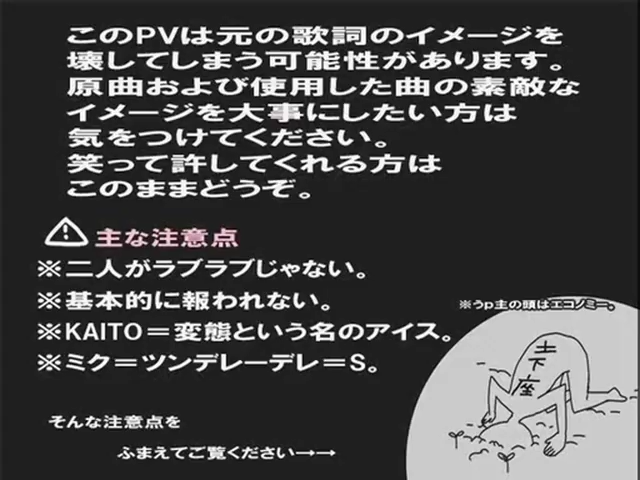 このPVは元の歌詞のイメージを
壊してしまう可能性があります。
原曲および使用した曲の素敵な
イメージを大事にしたい方は
気をつけてください。
笑って許してくれる方は
このままどうぞ。
主な注意点
※二人がラブラブじゃない。
※基本的に報われない。
※うp主の頭はエコノミー。
※KAITO＝変態という名のアイス。
※ミク＝ツンデレーデレ＝S。
土下座
そんな注意点を
ふまえてご覧ください→→